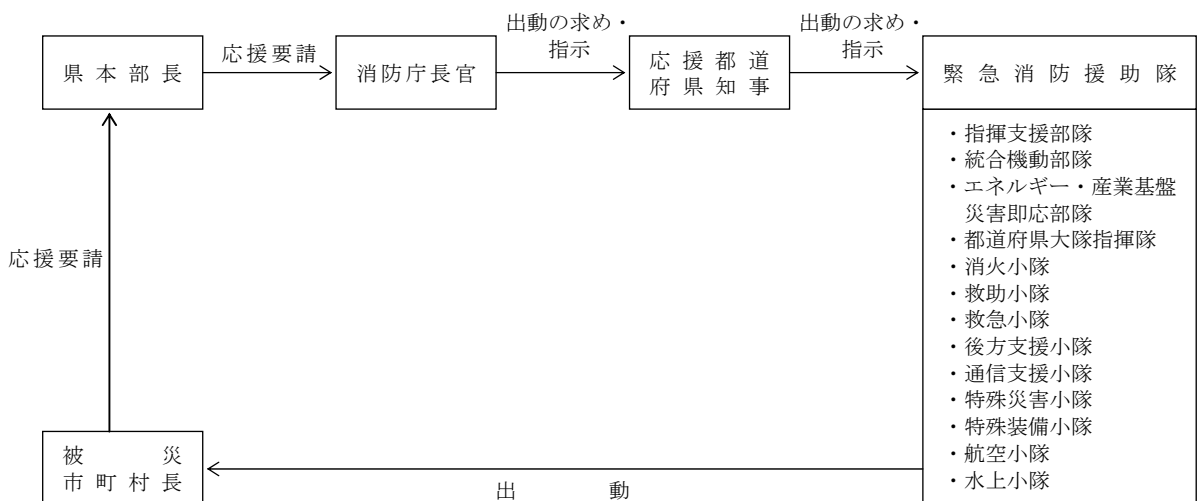 県本部長
応援要請
消防庁長官
出動の求め・
指示
応援都道
府県知事
出動の求め・
指示
緊急消防援助隊
・指揮支援部隊
・統合機動部隊
・エネルギー・産業基盤
災害即応部隊
・都道府県大隊指揮隊
・消火小隊
・救助小隊
・救急小隊
・後方支援小隊
・通信支援小隊
・特殊災害小隊
・特殊装備小隊
・航空小隊
・水上小隊
応援要請
被災
市町村長
出動